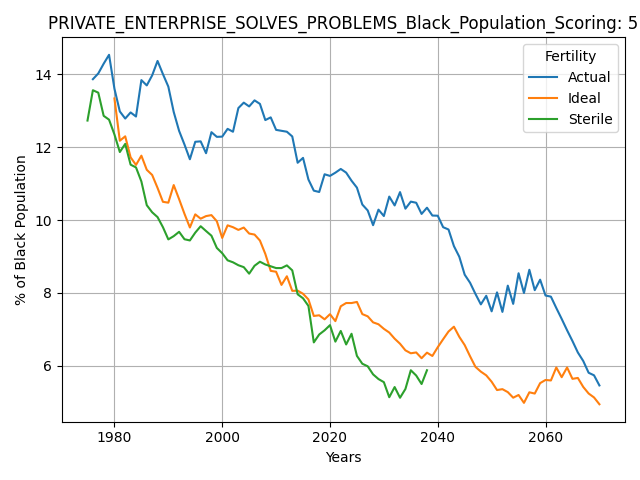 PRIVATE_ENTERPRISE_SOLVES_PROBLEMS_Black_Population_Scoring: 5
Fertility
Actual
Ideal
Sterile
% of Black Population
14
12
10
8
6
1980 2000 2020 2040 2060
Years